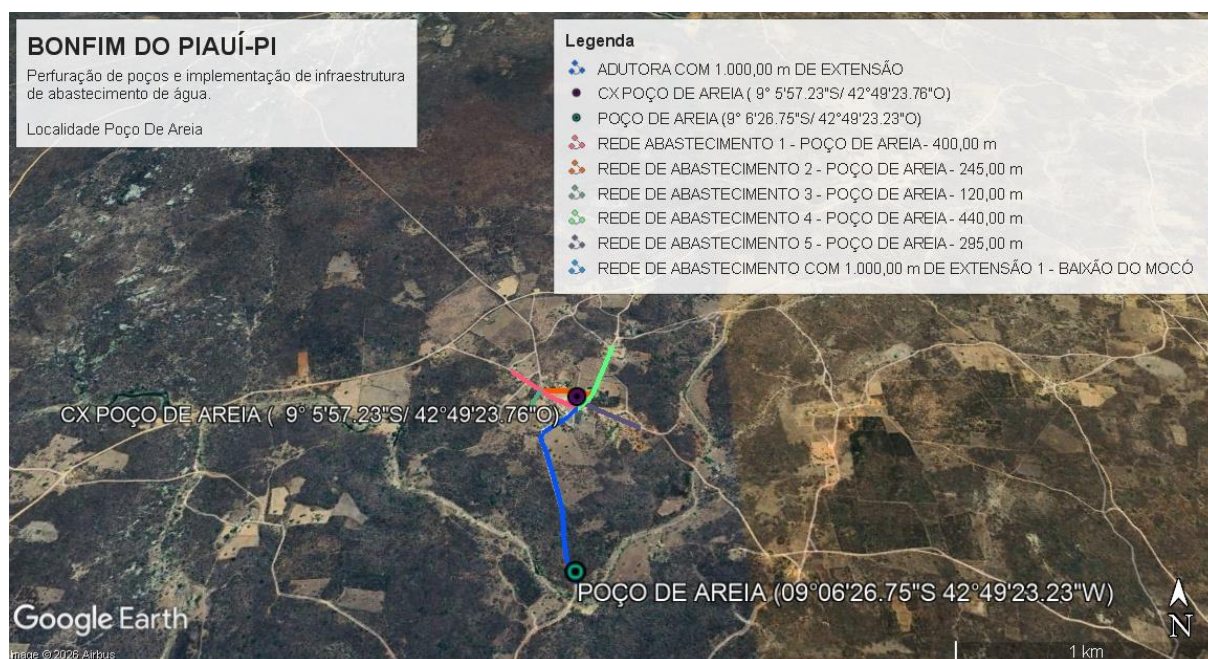 BONFIM DO PIAUÍ-PI
Perfuração de poços e implementação de infraestrutura
de abastecimento de água.
Localidade Poço De Areia
Legenda
ADUTORA COM 1.000,00 m DE EXTENSÃO
CX POÇO DE AREIA ( 9° 5'57.23"S/ 42°49'23.76"O)
POÇO DE AREIA (9° 6'26.75"S/ 42°49'23.23"O)
REDE ABASTECIMENTO 1 - POÇO DE AREIA - 400,00 m
REDE DE ABASTECIMENTO 2 - POÇO DE AREIA - 245,00 m
REDE DE ABASTECIMENTO 3 - POÇO DE AREIA - 120,00 m
REDE DE ABASTECIMENTO 4 - POÇO DE AREIA - 440,00 m
REDE DE ABASTECIMENTO 5 - POÇO DE AREIA - 295,00 m
REDE DE ABASTECIMENTO COM 1.000,00 m DE EXTENSÃO 1 - BAIXÃO DO MOCÓ
CX POÇO DE AREIA ( 9° 5'57.23"S/ 42°49'23.76"O)
POÇO DE AREIA (09°06'26.75"S 42°49'23.23"W)
Google Earth
Image © 2026 Airbus
1 km
N